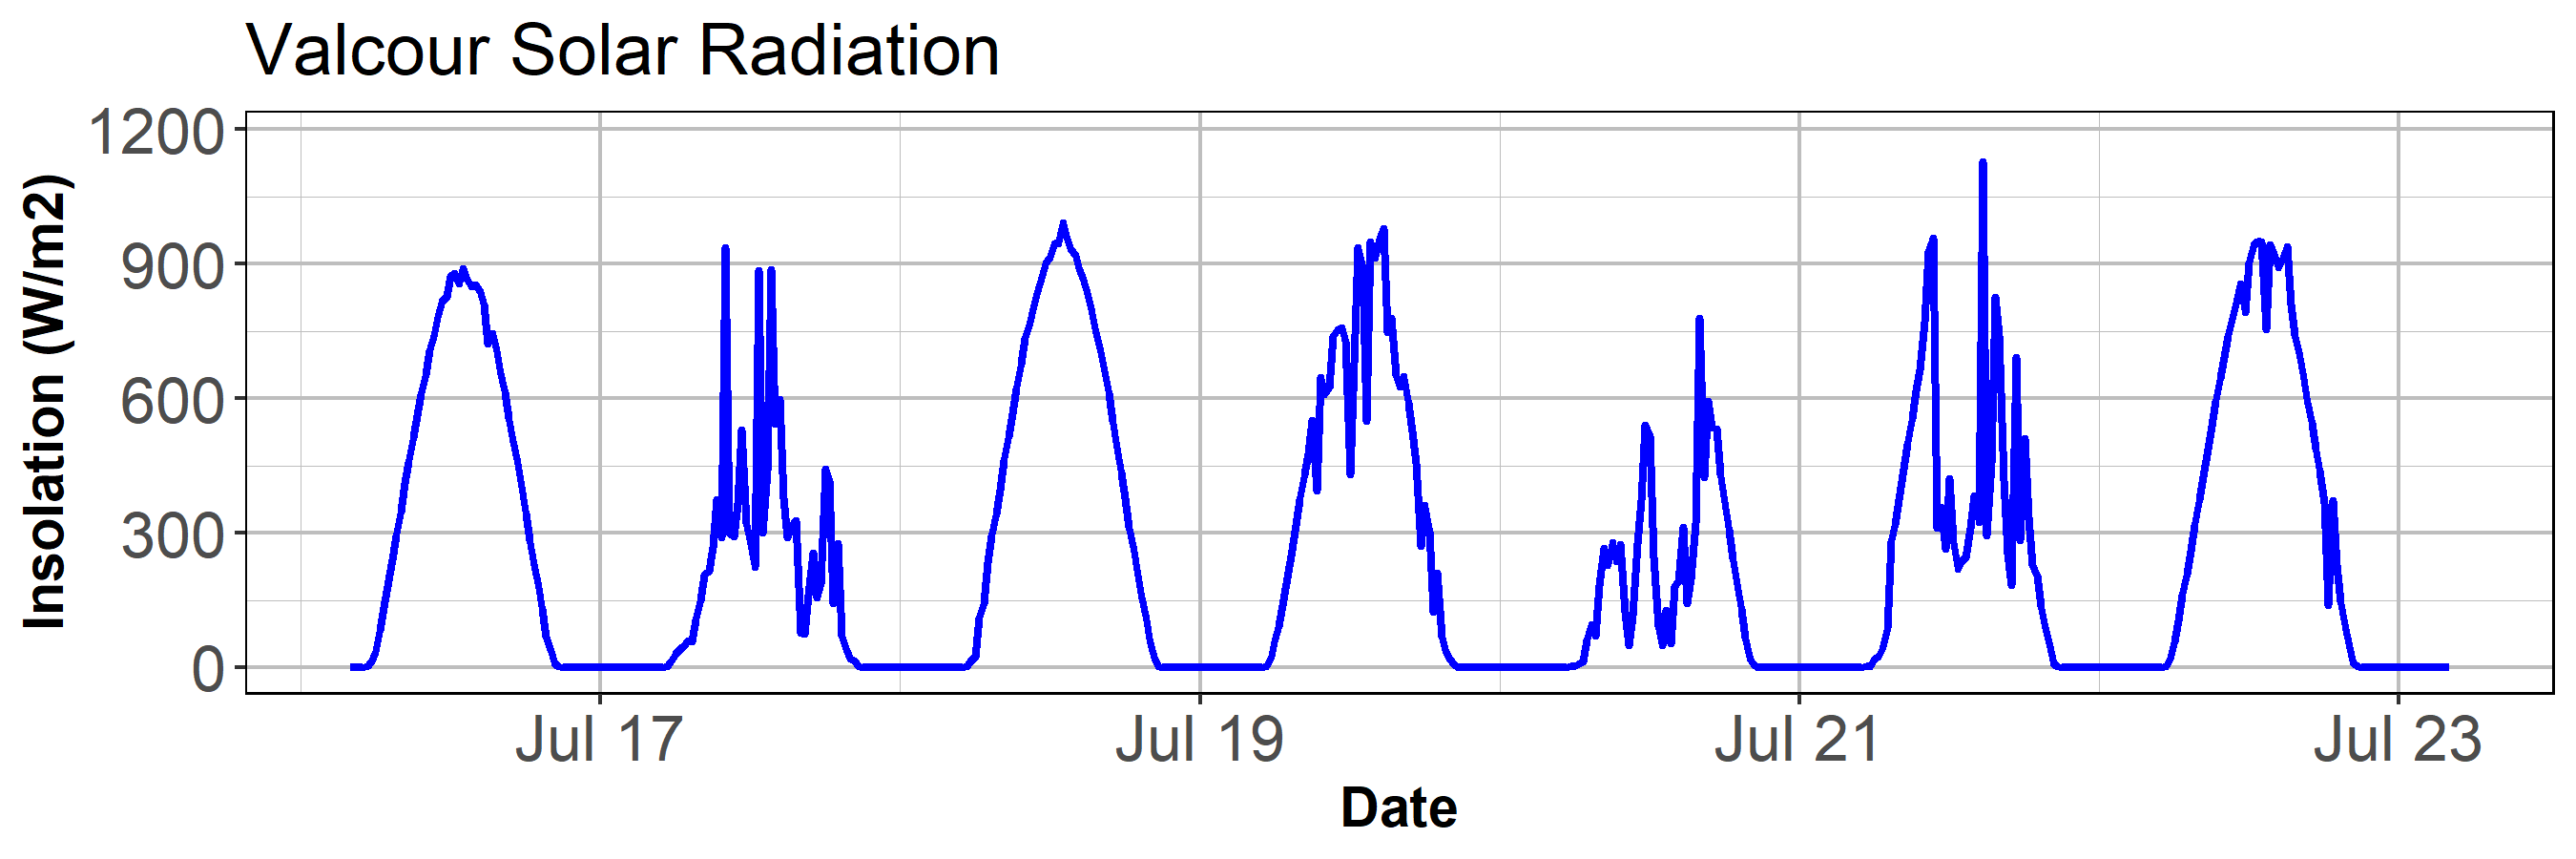 Valcour Solar Radiation
1200
900
600
300
0
Insolation (W/m2)
Jul 17
Jul 19
Jul 21
Jul 23
Date